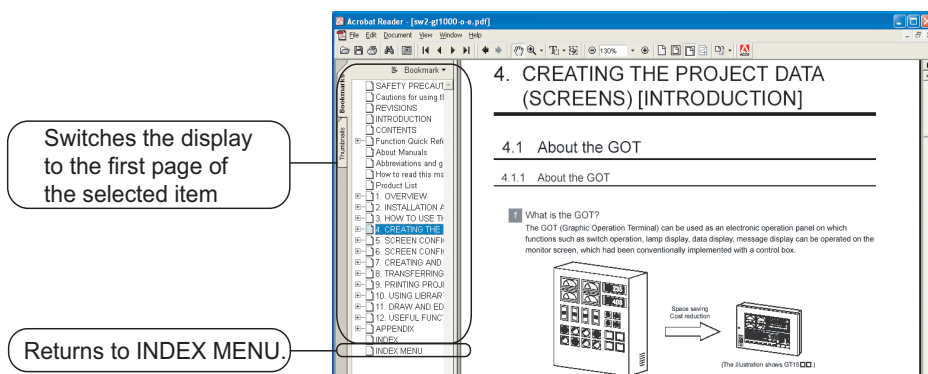 Acrobat Reader - [sw2-gt1000-o-e.pdf]
File Edit Document View Window Help
130%
Bookmark
Bookmarks
Thumbnails
SAFETY PRECAUT
Cautions for using t
REVISIONS
INTRODUCTION
CONTENTS
Function Quick Ref
About Manuals
Abbreviations and g
How to read this ma
Product List
1. OVERVIEW
2. INSTALLATION A
3. HOW TO USE TH
4. CREATING THE
5. SCREEN CONFI
6. SCREEN CONFI
7. CREATING AND
8. TRANSFERRING
9. PRINTING PROJ
10. USING LIBRAR
11. DRAW AND ED
12. USEFUL FUNC
APPENDIX
INDEX
INDEX MENU
Switches the display
to the first page of
the selected item
Returns to INDEX MENU.
4. CREATING THE PROJECT DATA
(SCREENS) [INTRODUCTION]
4.1 About the GOT
4.1.1 About the GOT
1 What is the GOT?
The GOT (Graphic Operation Terminal) can be used as an electronic operation panel on which
functions such as switch operation, lamp display, data display, message display can be operated on the
monitor screen, which had been conventionally implemented with a control box.
Space saving
Cost reduction
(The illustration shows GT15□□.)